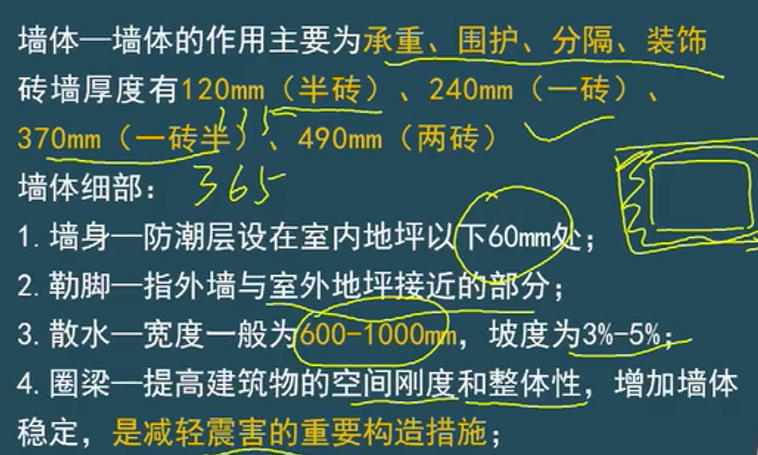 墙体—墙体的作用主要为承重、围护、分隔、装饰
砖墙厚度有120mm（半砖）、240mm（一砖）、
370mm（一砖半）、490mm（两砖）
115
墙体细部：
365
1.墙身—防潮层设在室内地坪以下60mm处；
2.勒脚—指外墙与室外地坪接近的部分；
3.散水—宽度一般为600-1000mm，坡度为3%-5%；
4.圈梁—提高建筑物的空间刚度和整体性，增加墙体
稳定，是减轻震害的重要构造措施；